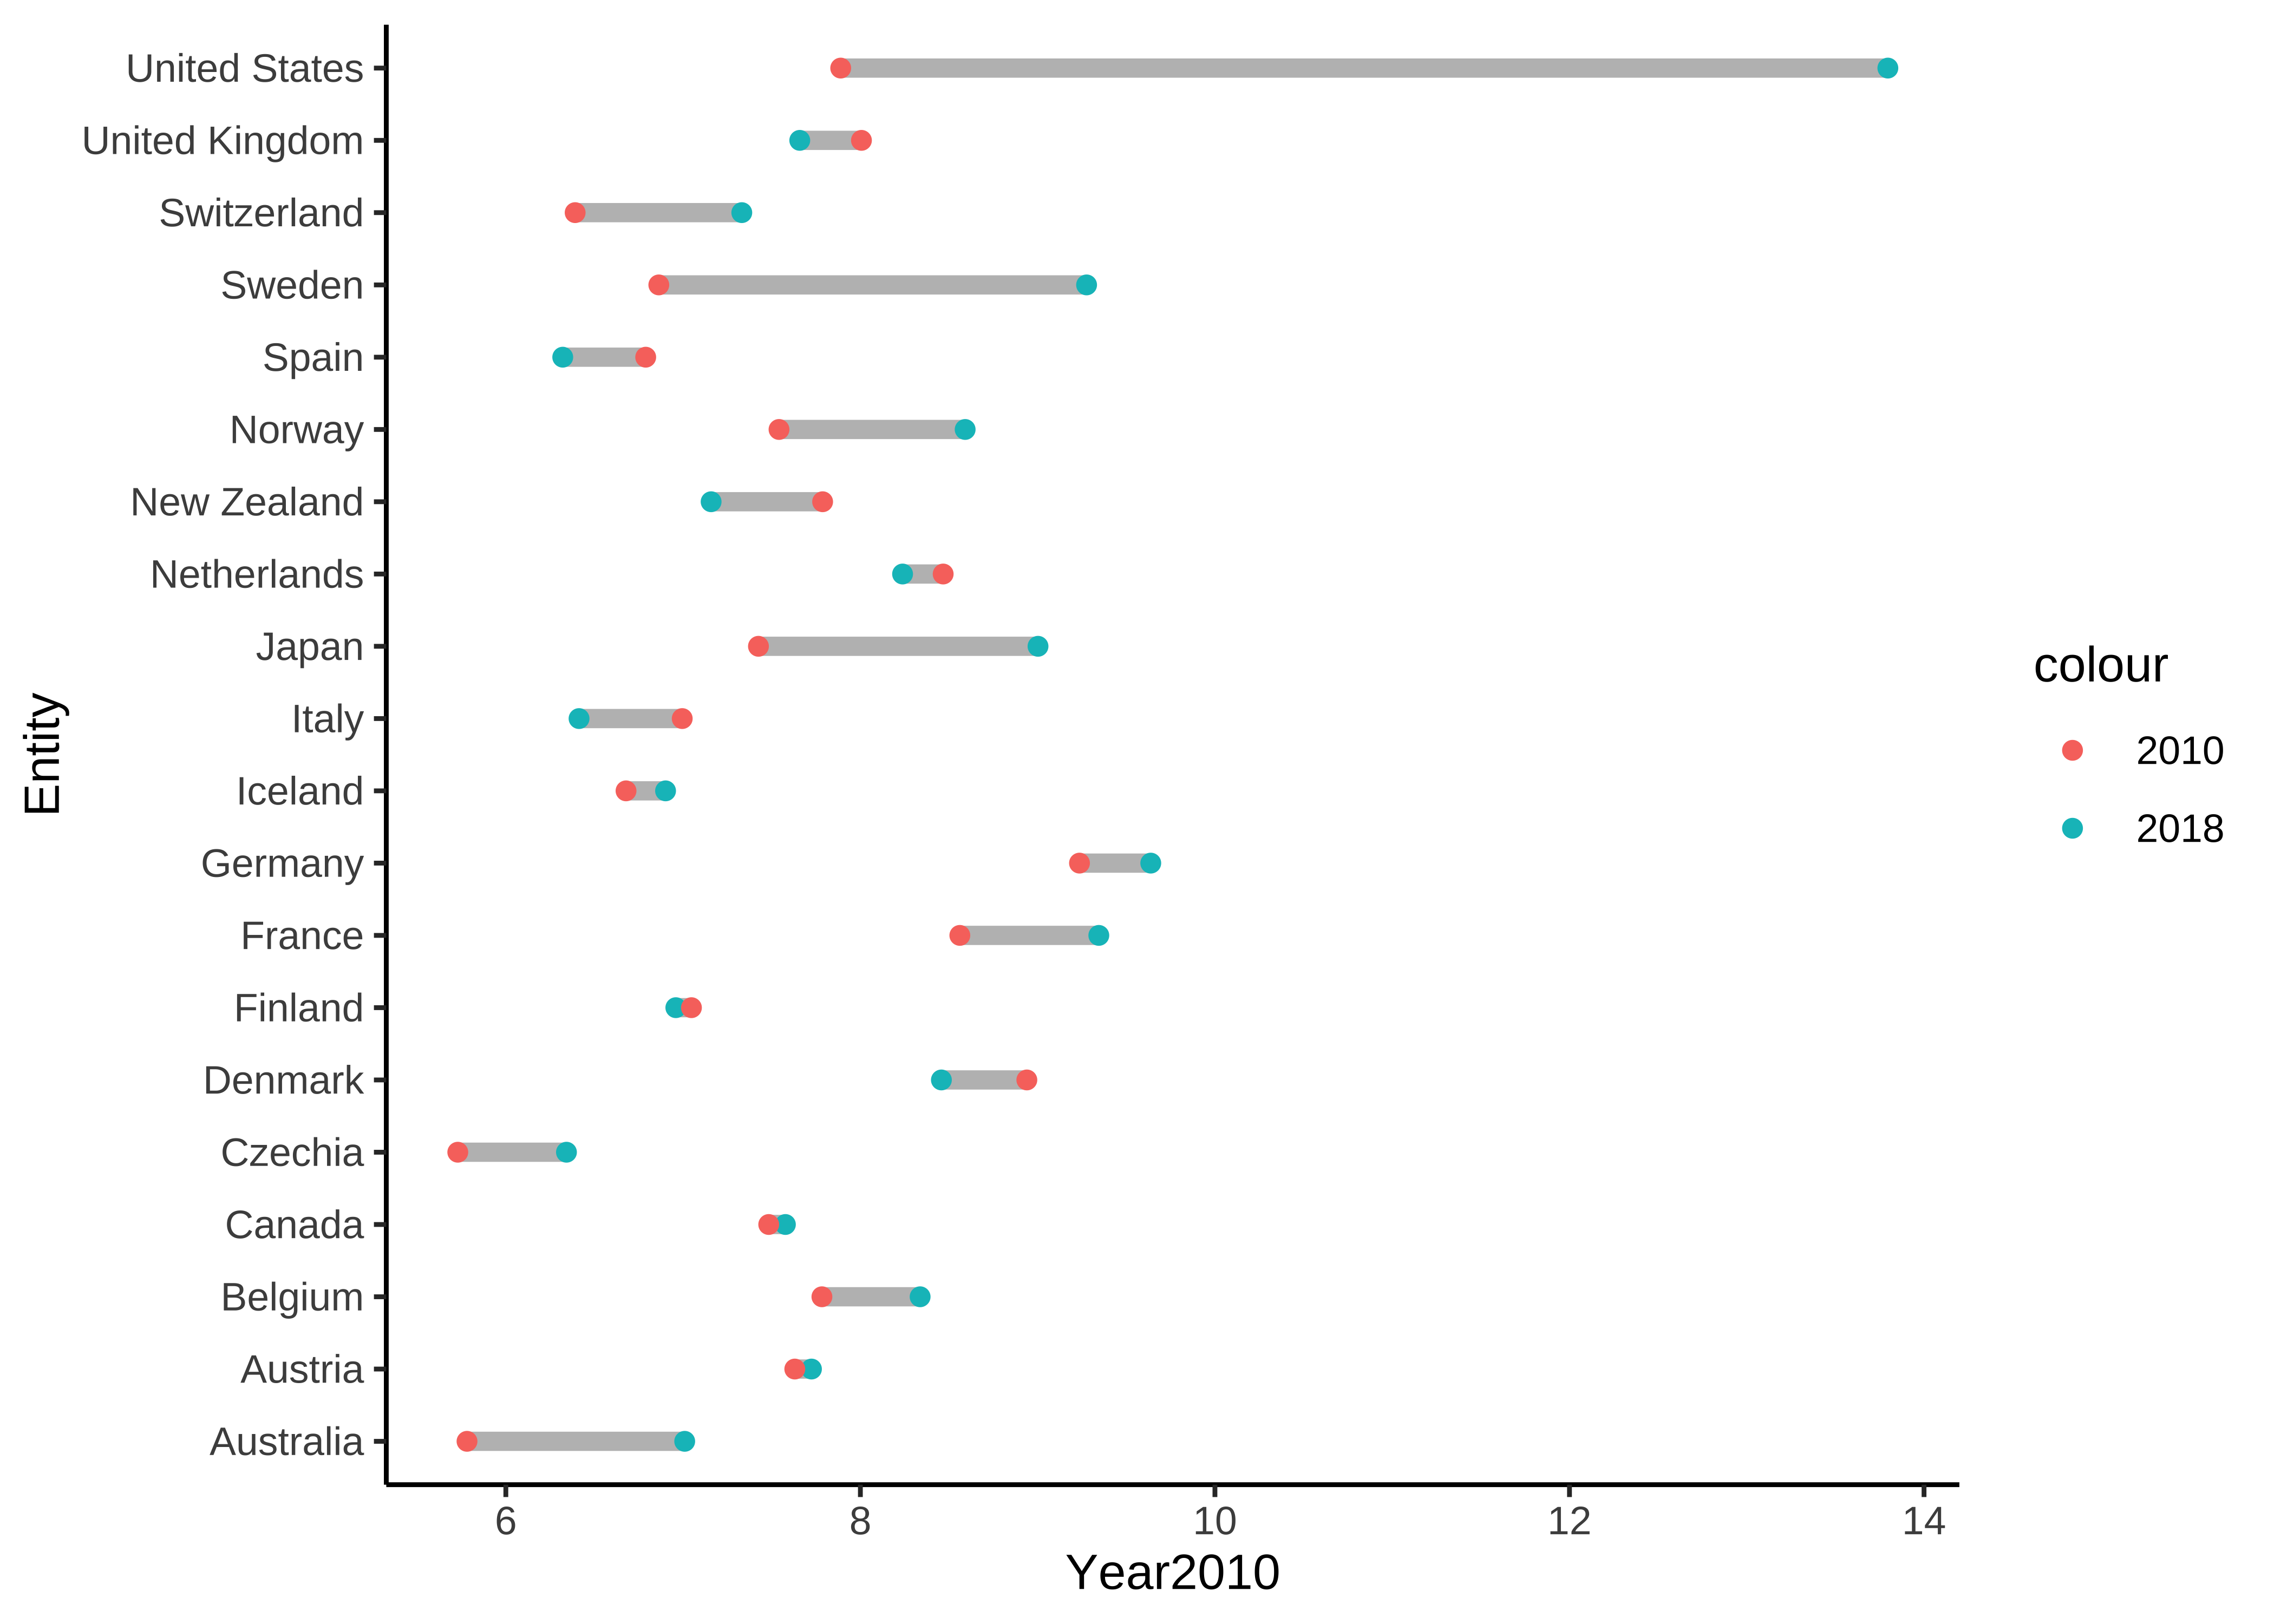 United States
United Kingdom
Switzerland
Sweden
Spain
Norway
New Zealand
Netherlands
Japan
Italy
Iceland
Germany
France
Finland
Denmark
Czechia
Canada
Belgium
Austria
Australia
Entity
6 8 10 12 14
Year2010
colour
2010
2018